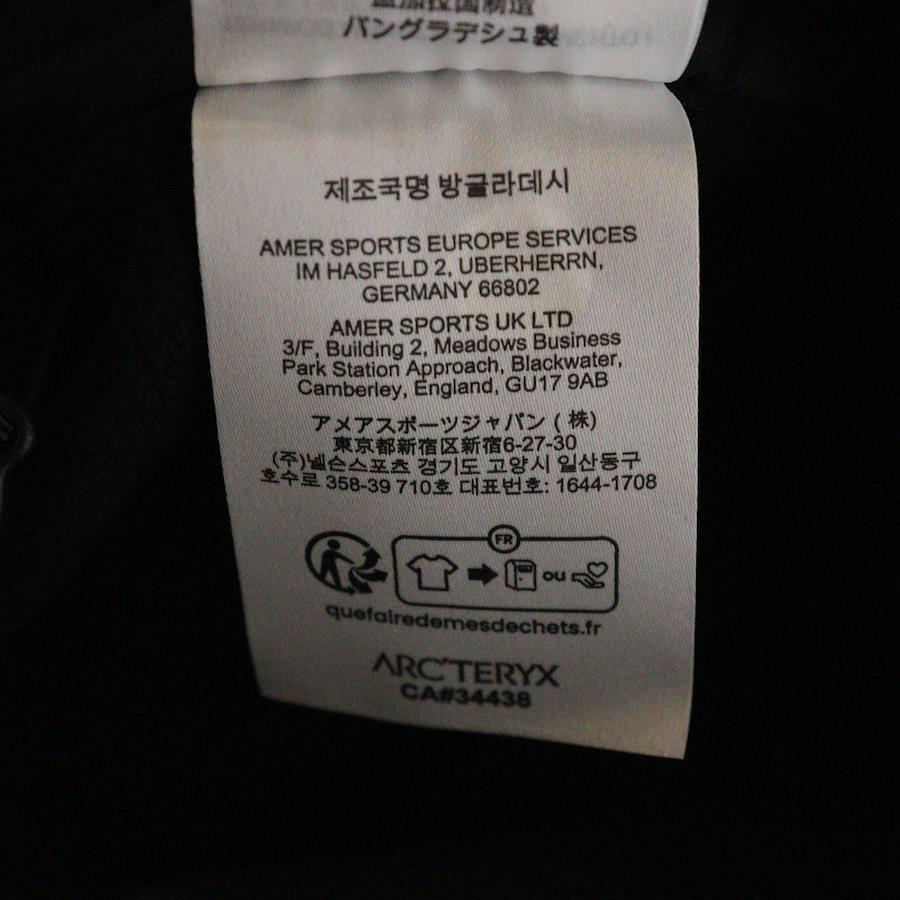 バングラデシュ製
제조국명 방글라데시
AMER SPORTS EUROPE SERVICES
IM HASFELD 2, UBERHERRN,
GERMANY 66802
AMER SPORTS UK LTD
3/F, Building 2, Meadows Business
Park Station Approach, Blackwater,
Camberley, England, GU17 9AB
アメアスポーツジャパン (株)
東京都新宿区新宿6-27-30
(주)넬슨스포츠 경기도 고양시 일산동구
호수로 358-39 710호 대표번호: 1644-1708
FR
ou
quefairedemesdechets.fr
ARC'TERYX
CA#34438